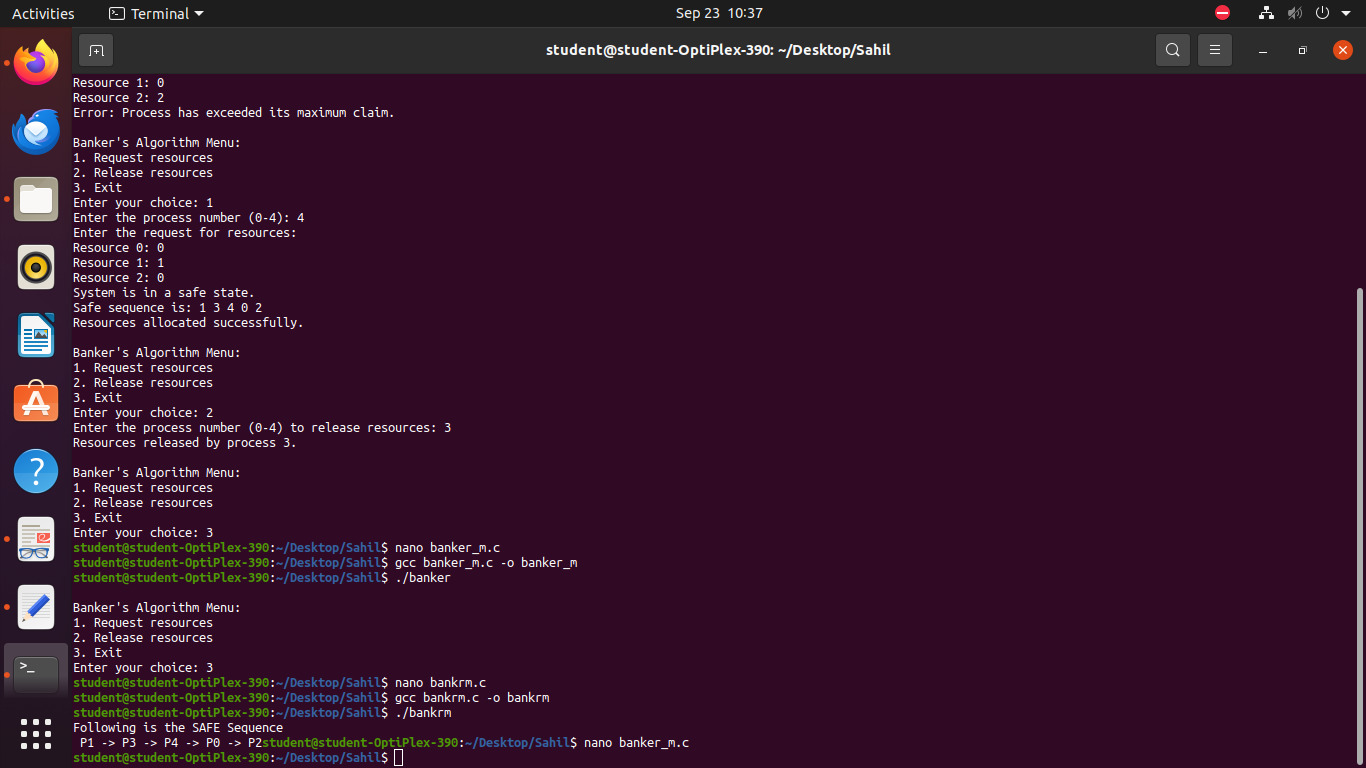 Activities
Terminal
Sep 23 10:37
student@student-OptiPlex-390: ~/Desktop/Sahil
Resource 1: 0
Resource 2: 2
Error: Process has exceeded its maximum claim.
Banker's Algorithm Menu:
1. Request resources
2. Release resources
3. Exit
Enter your choice: 1
Enter the process number (0-4): 4
Enter the request for resources:
Resource 0: 0
Resource 1: 1
Resource 2: 0
System is in a safe state.
Safe sequence is: 1 3 4 0 2
Resources allocated successfully.
Banker's Algorithm Menu:
1. Request resources
2. Release resources
3. Exit
Enter your choice: 2
Enter the process number (0-4) to release resources: 3
Resources released by process 3.
Banker's Algorithm Menu:
1. Request resources
2. Release resources
3. Exit
Enter your choice: 3
student@student-OptiPlex-390:~/Desktop/Sahil$ nano banker_m.c
student@student-OptiPlex-390:~/Desktop/Sahil$ gcc banker_m.c -o banker_m
student@student-OptiPlex-390:~/Desktop/Sahil$ ./banker
Banker's Algorithm Menu:
1. Request resources
2. Release resources
3. Exit
Enter your choice: 3
student@student-OptiPlex-390:~/Desktop/Sahil$ nano bankrm.c
student@student-OptiPlex-390:~/Desktop/Sahil$ gcc bankrm.c -o bankrm
student@student-OptiPlex-390:~/Desktop/Sahil$ ./bankrm
Following is the SAFE Sequence
P1 -> P3 -> P4 -> P0 -> P2student@student-OptiPlex-390:~/Desktop/Sahil$ nano banker_m.c
student@student-OptiPlex-390:~/Desktop/Sahil$